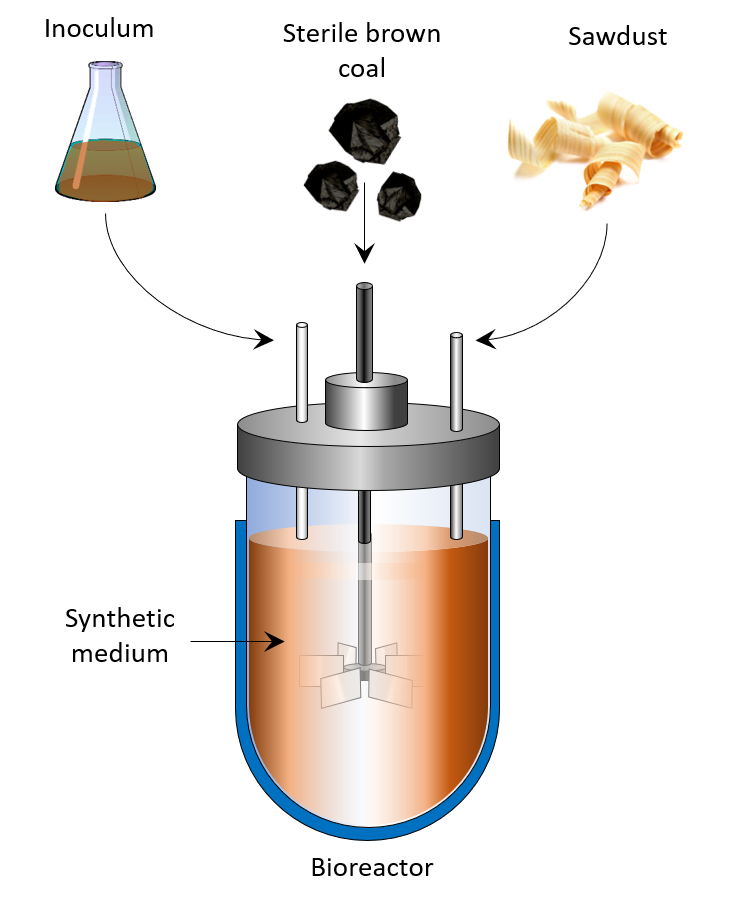 Inoculum
Sterile brown
coal
Sawdust
Synthetic
medium
Bioreactor